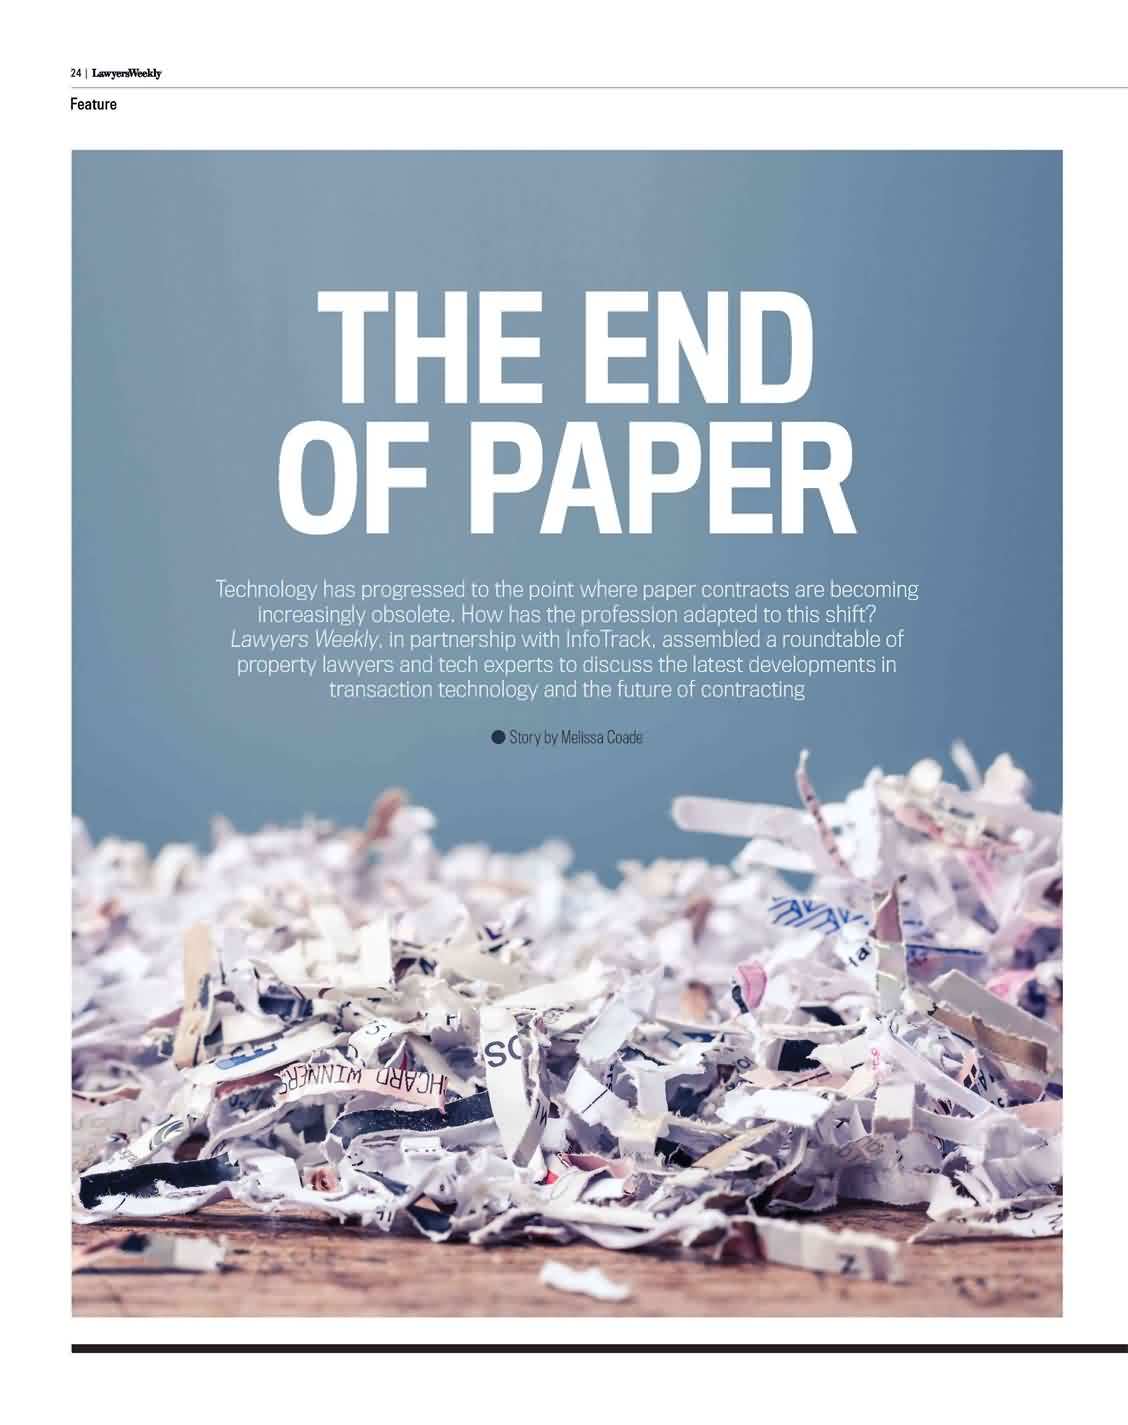 24 | LawyersWeekly
Feature
THE END
OF PAPER
Technology has progressed to the point where paper contracts are becoming
increasingly obsolete. How has the profession adapted to this shift?
Lawyers Weekly, in partnership with InfoTrack, assembled a roundtable of
property lawyers and tech experts to discuss the latest developments in
transaction technology and the future of contracting
● Story by Melissa Coade
HCARD WINNERS